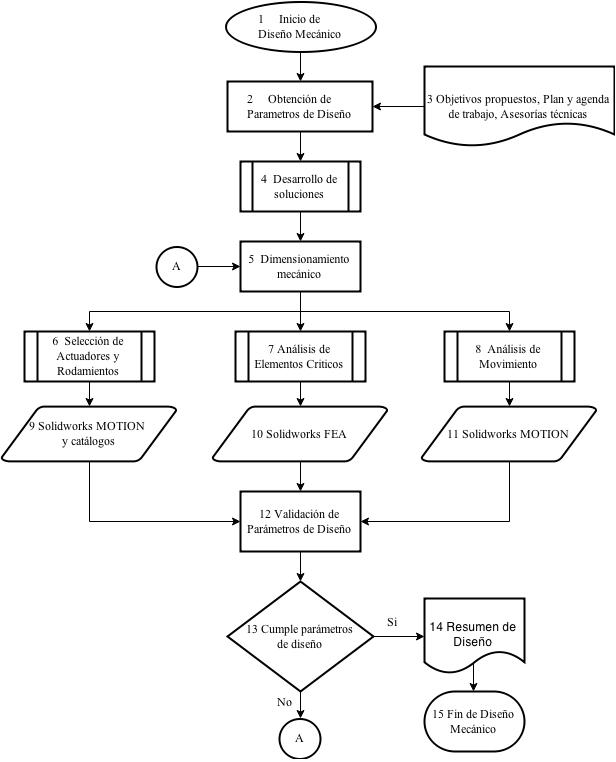 1 Inicio de
Diseño Mecánico
2 Obtención de
Parametros de Diseño
3 Objetivos propuestos, Plan y agenda
de trabajo, Asesorías técnicas
4 Desarrollo de
soluciones
A
5 Dimensionamiento
mecánico
6 Selección de
Actuadores y
Rodamientos
7 Análisis de
Elementos Criticos
8 Análisis de
Movimiento
9 Solidworks MOTION
y catálogos
10 Solidworks FEA
11 Solidworks MOTION
12 Validación de
Parámetros de Diseño
13 Cumple parámetros
de diseño
Si
14 Resumen de
Diseño
No
A
15 Fin de Diseño
Mecánico